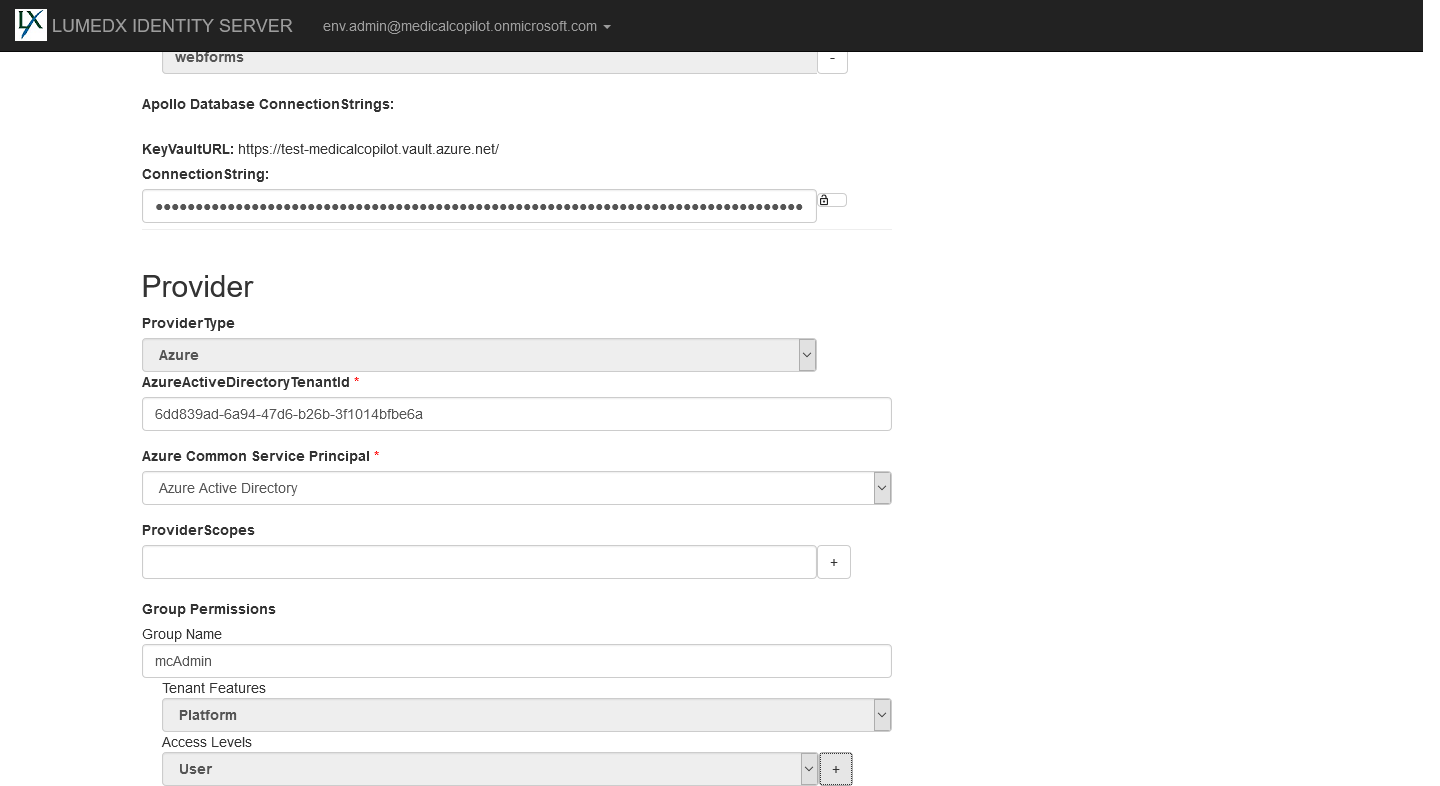 LX LUMEDX IDENTITY SERVER env.admin@medicalcopilot.onmicrosoft.com
webforms -
Apollo Database ConnectionStrings:
KeyVaultURL: https://test-medicalcopilot.vault.azure.net/
ConnectionString:
Provider
ProviderType
Azure
AzureActiveDirectoryTenantId *
6dd839ad-6a94-47d6-b26b-3f1014bfbe6a
Azure Common Service Principal *
Azure Active Directory
ProviderScopes
+
Group Permissions
Group Name
mcAdmin
Tenant Features
Platform
Access Levels
User +